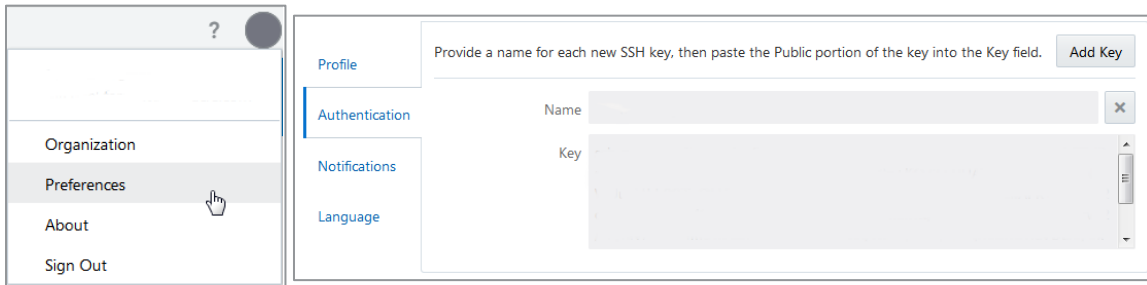 ?
Organization
Preferences
About
Sign Out
Profile
Authentication
Notifications
Language
Provide a name for each new SSH key, then paste the Public portion of the key into the Key field.
Add Key
Name
Key